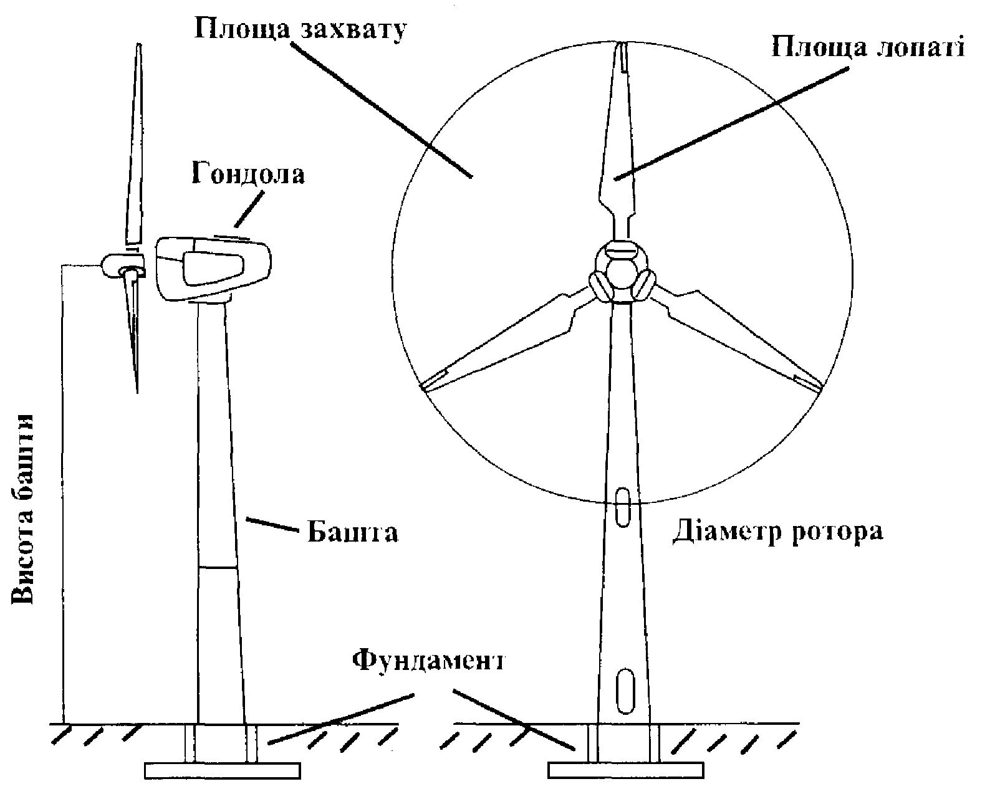 Площа захвату
Площа лопаті
Гондола
Висота башти
Башта
Діаметр ротора
Фундамент